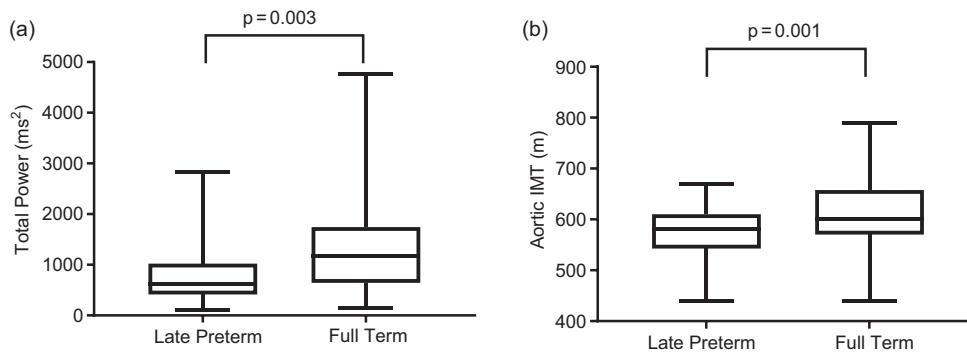 (a)
p = 0.003
Total Power (ms²)
5000
4000
3000
2000
1000
0
Late Preterm
Full Term
(b)
p = 0.001
Aortic IMT (m)
900
800
700
600
500
400
Late Preterm
Full Term